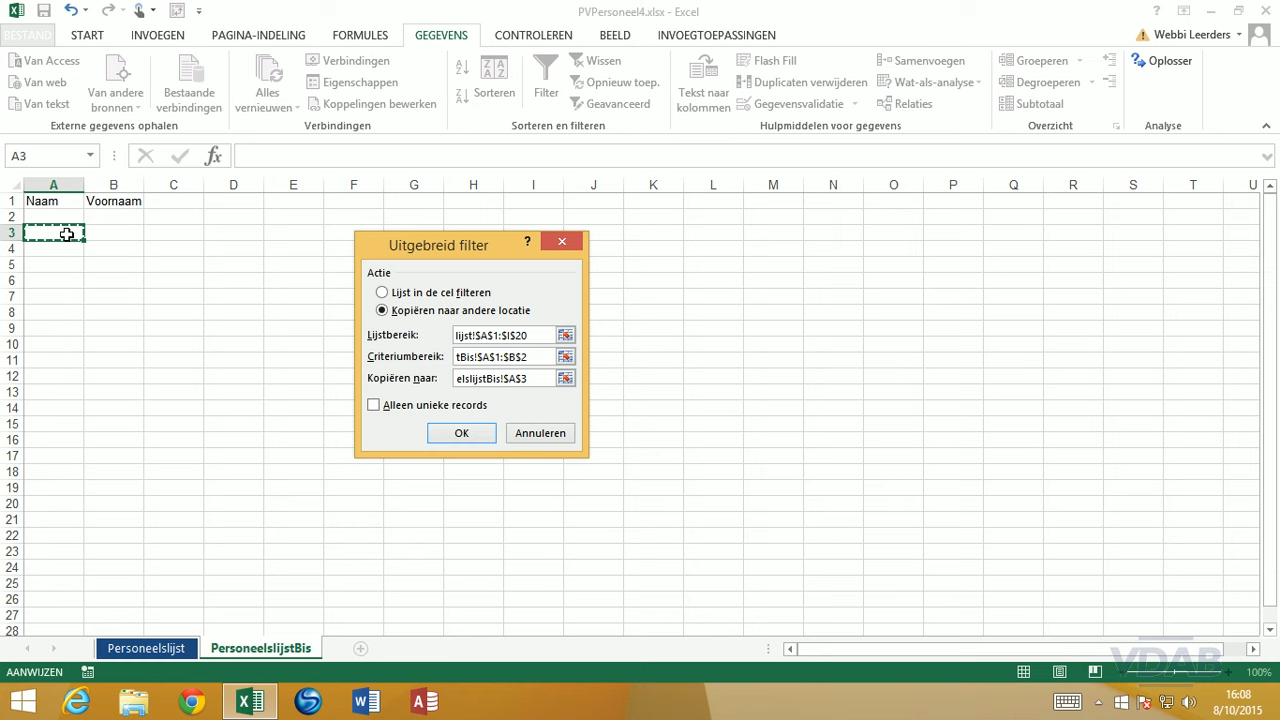 PVPersoneel4.xlsx - Excel
BESTAND START INVOEGEN PAGINA-INDELING FORMULES GEGEVENS CONTROLEREN BEELD INVOEGTOEPASSINGEN Webbi Leerders
Van Access
Van web
Van tekst
Van andere bronnen
Bestaande verbindingen
Externe gegevens ophalen
Alles vernieuwen
Verbindingen
Eigenschappen
Koppelingen bewerken
Verbindingen
Sorteren
Filter
Wissen
Opnieuw toep.
Geavanceerd
Sorteren en filteren
Tekst naar kolommen
Flash Fill
Duplicaten verwijderen
Gegevensvalidatie
Samenvoegen
Wat-als-analyse
Relaties
Hulpmiddelen voor gegevens
Groeperen
Degroeperen
Subtotaal
Overzicht
Oplosser
Analyse
A3
fx
A B C D E F G H I J K L M N O P Q R S T U
1 Naam Voornaam
2
3
4
5
6
7
8
9
10
11
12
13
14
15
16
17
18
19
20
21
22
23
24
25
26
27
28
Uitgebreid filter ?
Actie
Lijst in de cel filteren
Kopiëren naar andere locatie
Lijstbereik: lijst!$A$1:$I$20
Criteriumbereik: tBis!$A$1:$B$2
Kopiëren naar: elslijstBis!$A$3
Alleen unieke records
OK Annuleren
Personeelslijst PersoneelslijstBis
VDAB
AANWIJZEN 100%
16:08
8/10/2015